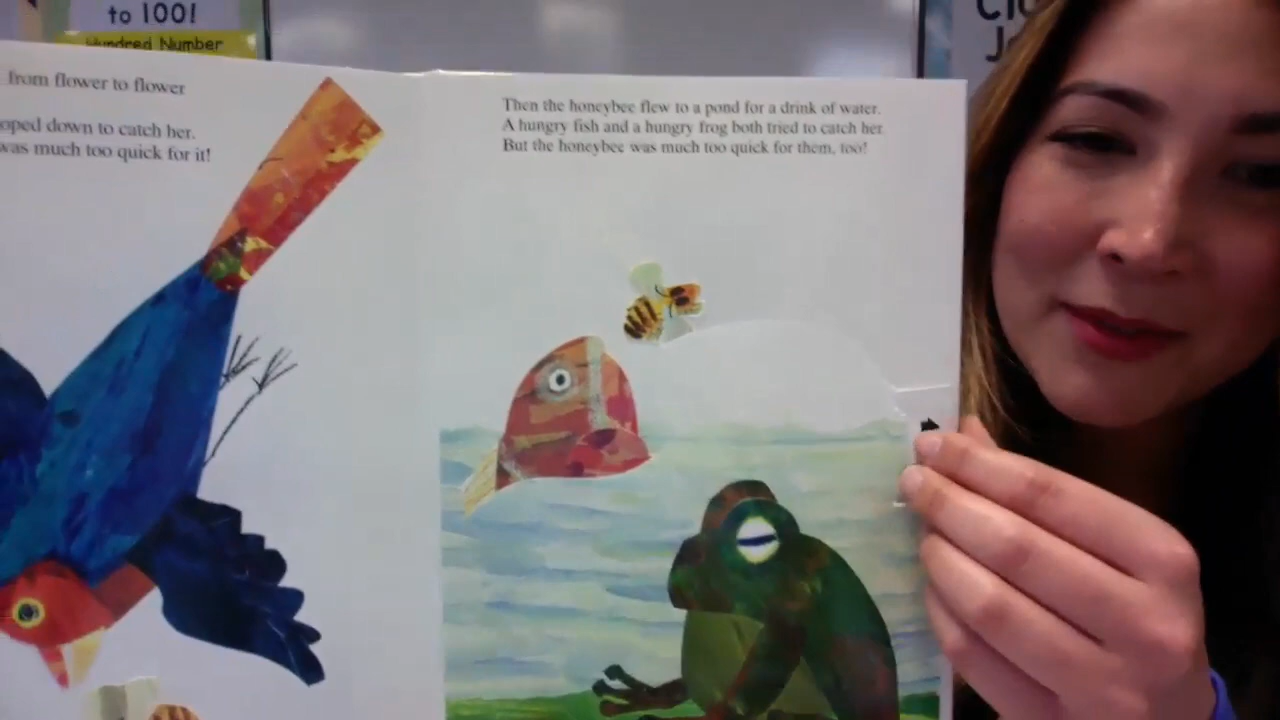 to 100!
Hundred Number
from flower to flower
oped down to catch her.
was much too quick for it!
Then the honeybee flew to a pond for a drink of water.
A hungry fish and a hungry frog both tried to catch her.
But the honeybee was much too quick for them, too!